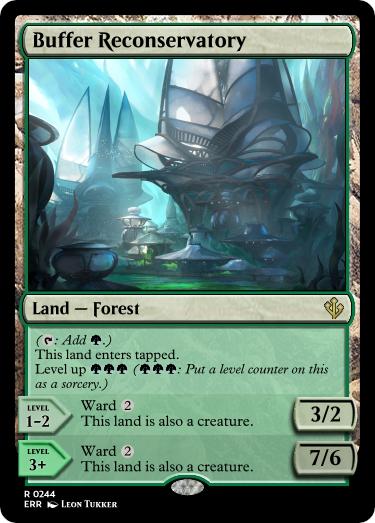 Buffer Reconservatory
Land — Forest
(: Add .)
This land enters tapped.
Level up (: Put a level counter on this
as a sorcery.)
LEVEL
1-2
Ward 2
This land is also a creature.
3/2
LEVEL
3+
Ward 2
This land is also a creature.
7/6
R 0244
ERR Leon Tukker